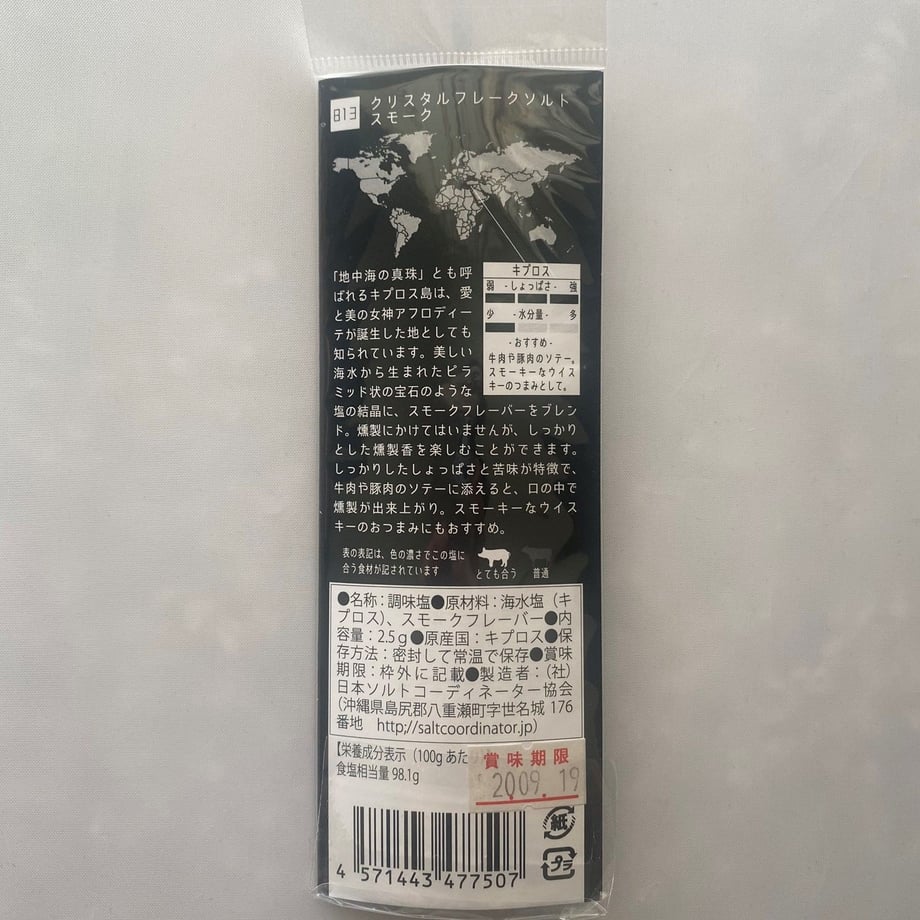 813
クリスタルフレークソルト
スモーク
「地中海の真珠」とも呼
ばれるキプロス島は、愛
と美の女神アフロディー
テが誕生した地としても
知られています。美しい
海水から生まれたピラ
ミッド状の宝石のような
塩の結晶に、スモークフレーバーをブレン
ド。燻製にかけてはいませんが、しっかり
とした燻製香を楽しむことができます。
しっかりしたしょっぱさと苦味が特徴で、
牛肉や豚肉のソテーに添えると、口の中で
燻製が出来上がり。スモーキーなウイス
キーのおつまみにもおすすめ。
キプロス
弱 -しょっぱさ- 強
少 -水分量- 多
-おすすめ-
牛肉や豚肉のソテー。
スモーキーなウイス
キーのつまみとして。
表の表記は、色の濃さでこの塩に
合う食材が記されています
とても合う 普通
●名称：調味塩●原材料：海水塩（キ
プロス）、スモークフレーバー●内
容量：2.5g●原産国：キプロス●保
存方法：密封して常温で保存●賞味
期限：枠外に記載●製造者：（社）
日本ソルトコーディネーター協会
（沖縄県島尻郡八重瀬町字世名城 176
番地 http://saltcoordinator.jp）
【栄養成分表示（100gあた
食塩相当量 98.1g
賞味期限
2009.19
紙
プラ
4 571443 477507